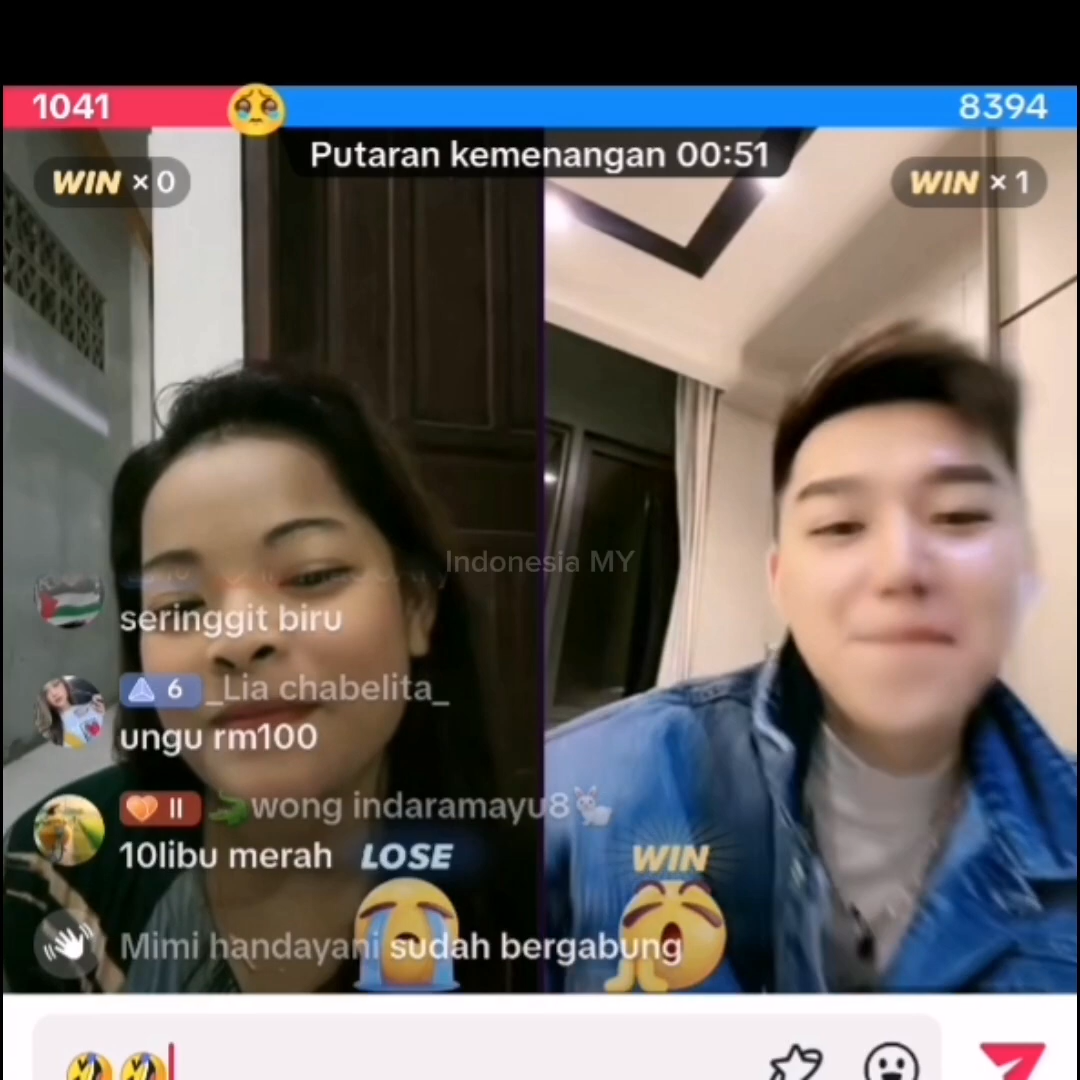 1041
8394
Putaran kemenangan 00:51
WIN × 0
WIN × 1
Indonesia MY
seringgit biru
6 _Lia chabelita_
ungu rm100
II wong indaramayu8
10libu merah
LOSE
WIN
Mimi handayani sudah bergabung